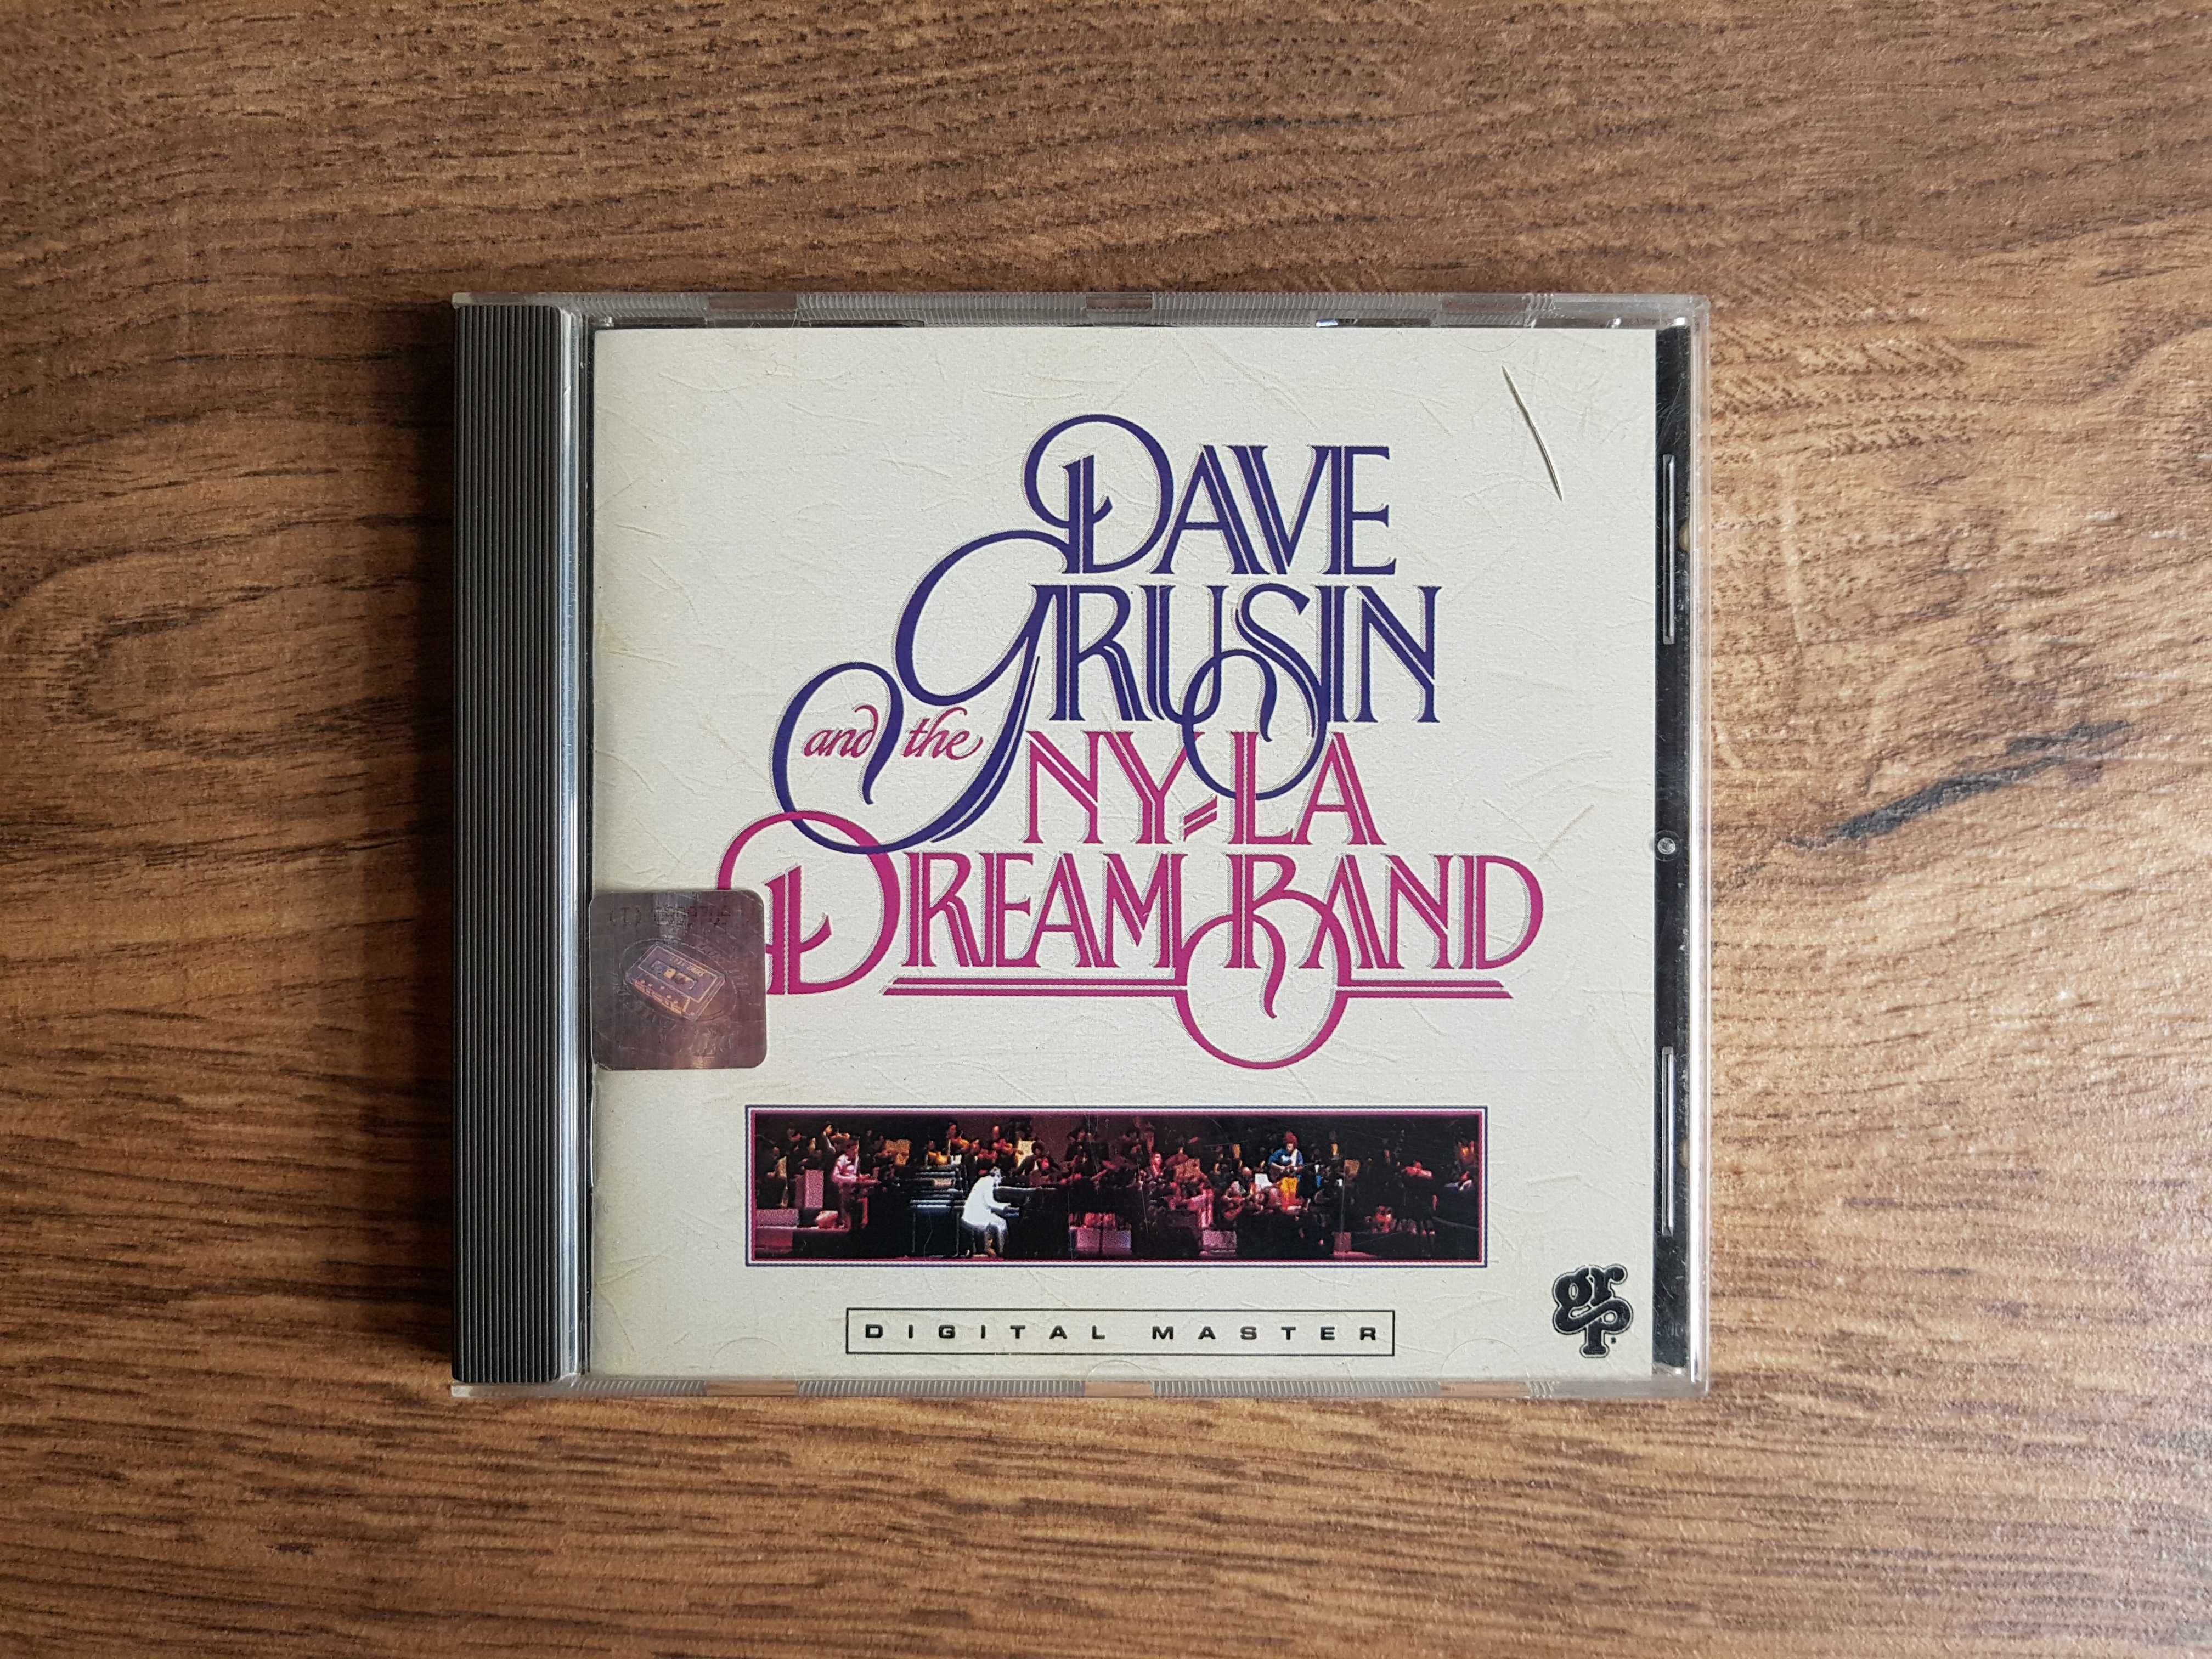 DAVE
GRUSIN
and the
NY-LA
DREAM BAND
DIGITAL MASTER
grp